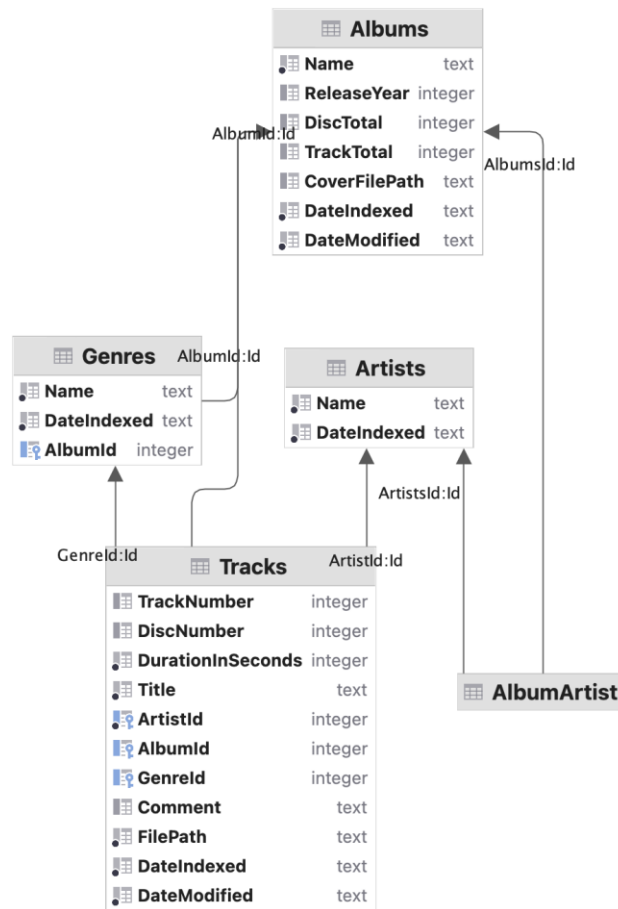 Albums
Name text
ReleaseYear integer
DiscTotal integer
TrackTotal integer
CoverFilePath text
DateIndexed text
DateModified text
AlbumId:Id
AlbumsId:Id
Genres
Name text
DateIndexed text
AlbumId integer
AlbumId:Id
Artists
Name text
DateIndexed text
ArtistsId:Id
GenreId:Id
ArtistId:Id
Tracks
TrackNumber integer
DiscNumber integer
DurationInSeconds integer
Title text
ArtistId integer
AlbumId integer
GenreId integer
Comment text
FilePath text
DateIndexed text
DateModified text
AlbumArtist